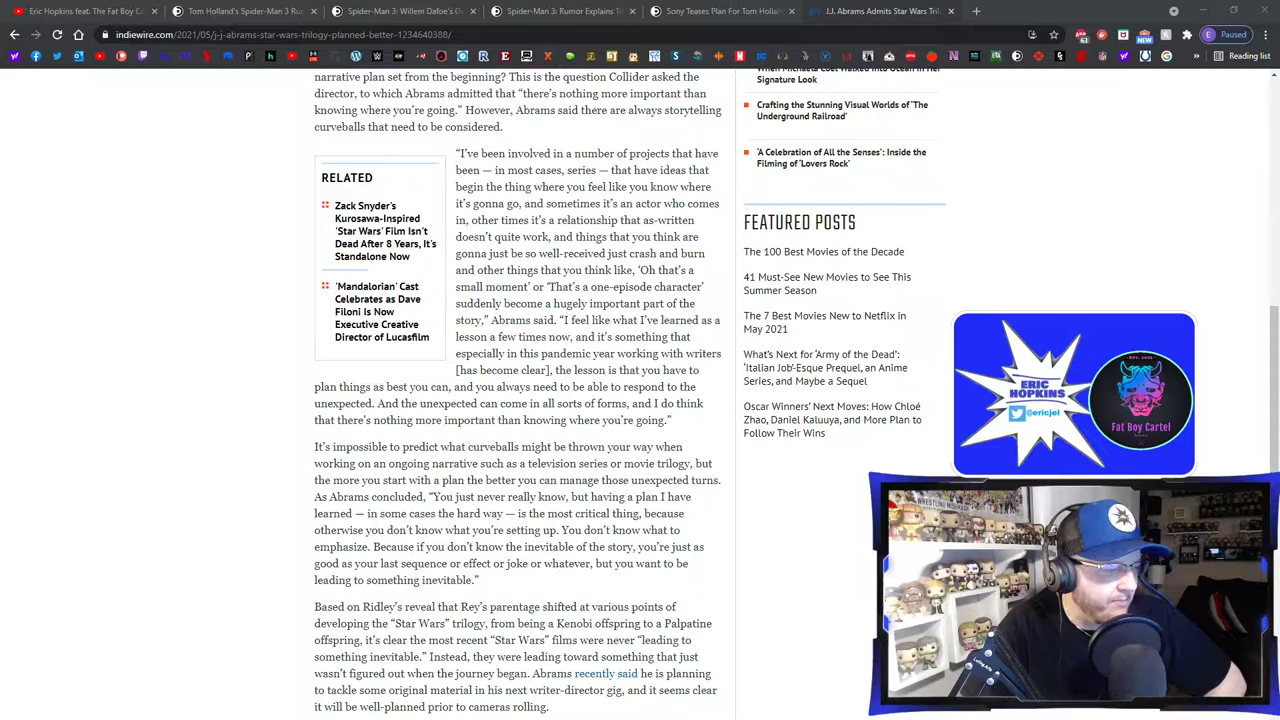 Eric Hopkins feat. The Fat Boy Ca
Tom Holland's Spider-Man 3 Run
Spider-Man 3: Willem Dafoe
Spider-Man 3: Rumor Explains T
Sony Teases Plan For Tom Hollan
J.J. Abrams Admits Star Wars Tril
indiewire.com/2021/05/j-j-abrams-star-wars-trilogy-planned-better-1234640388/
Paused
Reading list
narrative planned from the beginning? This is the question Collider asked the
director, to which Abrams admitted that “there’s nothing more important than
knowing where you’re going.” However, Abrams said there are always storytelling
curveballs that need to be considered.
RELATED
Zack Snyder’s
Kurosawa-Inspired
‘Star Wars’ Film Isn’t
Dead After 8 Years, It’s
Standalone Now
‘Mandalorian’ Cast
Celebrates as Dave
Filoni Is Now
Executive Creative
Director of Lucasfilm
“I’ve been involved in a number of projects that have
been — in most cases, series — that have ideas that
begin the thing where you feel like you know where
it’s gonna go, and sometimes it’s an actor who comes
in, other times it’s a relationship that as-written
doesn’t quite work, and things that you think are
gonna just be so well-received just crash and burn
and other things that you think like, ‘Oh that’s a
small moment’ or ‘That’s a one-episode character’
suddenly become a hugely important part of the
story,” Abrams said. “I feel like what I’ve learned as a
lesson a few times now, and it’s something that
especially in this pandemic year working with writers
[has become clear], the lesson is that you have to
plan things as best you can, and you always need to be able to respond to the
unexpected. And the unexpected can come in all sorts of forms, and I do think
that there’s nothing more important than knowing where you’re going.”
It’s impossible to predict what curveballs might be thrown your way when
working on an ongoing narrative such as a television series or movie trilogy, but
the more you start with a plan the better you can manage those unexpected turns.
As Abrams concluded, “You just never really know, but having a plan I have
learned — in some cases the hard way — is the most critical thing, because
otherwise you don’t know what you’re setting up. You don’t know what to
emphasize. Because if you don’t know the inevitable of the story, you’re just as
good as your last sequence or effect or joke or whatever, but you want to be
leading to something inevitable.”
Based on Ridley’s reveal that Rey’s parentage shifted at various points of
developing the “Star Wars” trilogy, from being a Kenobi offspring to a Palpatine
offspring, it’s clear the most recent “Star Wars” films were never “leading to
something inevitable.” Instead, they were leading toward something that just
wasn’t figured out when the journey began. Abrams recently said he is planning
to tackle some original material in his next writer-director gig, and it seems clear
rolling.
When Michaela Coel Walked Into Ocean in Her
Signature Look
Crafting the Stunning Visual Worlds of ‘The
Underground Railroad’
‘A Celebration of All the Senses’: Inside the
Filming of ‘Lovers Rock’
FEATURED POSTS
The 100 Best Movies of the Decade
41 Must-See New Movies to See This
Summer Season
The 7 Best Movies New to Netflix in
May 2021
What’s Next for ‘Army of the Dead’:
‘Italian Job’-Esque Prequel, an Anime
Series, and Maybe a Sequel
Oscar Winners’ Next Moves: How Chloé
Zhao, Daniel Kaluuya, and More Plan to
Follow Their Wins
ERIC
HOPKINS
@ericjel
Fat Boy Cartel